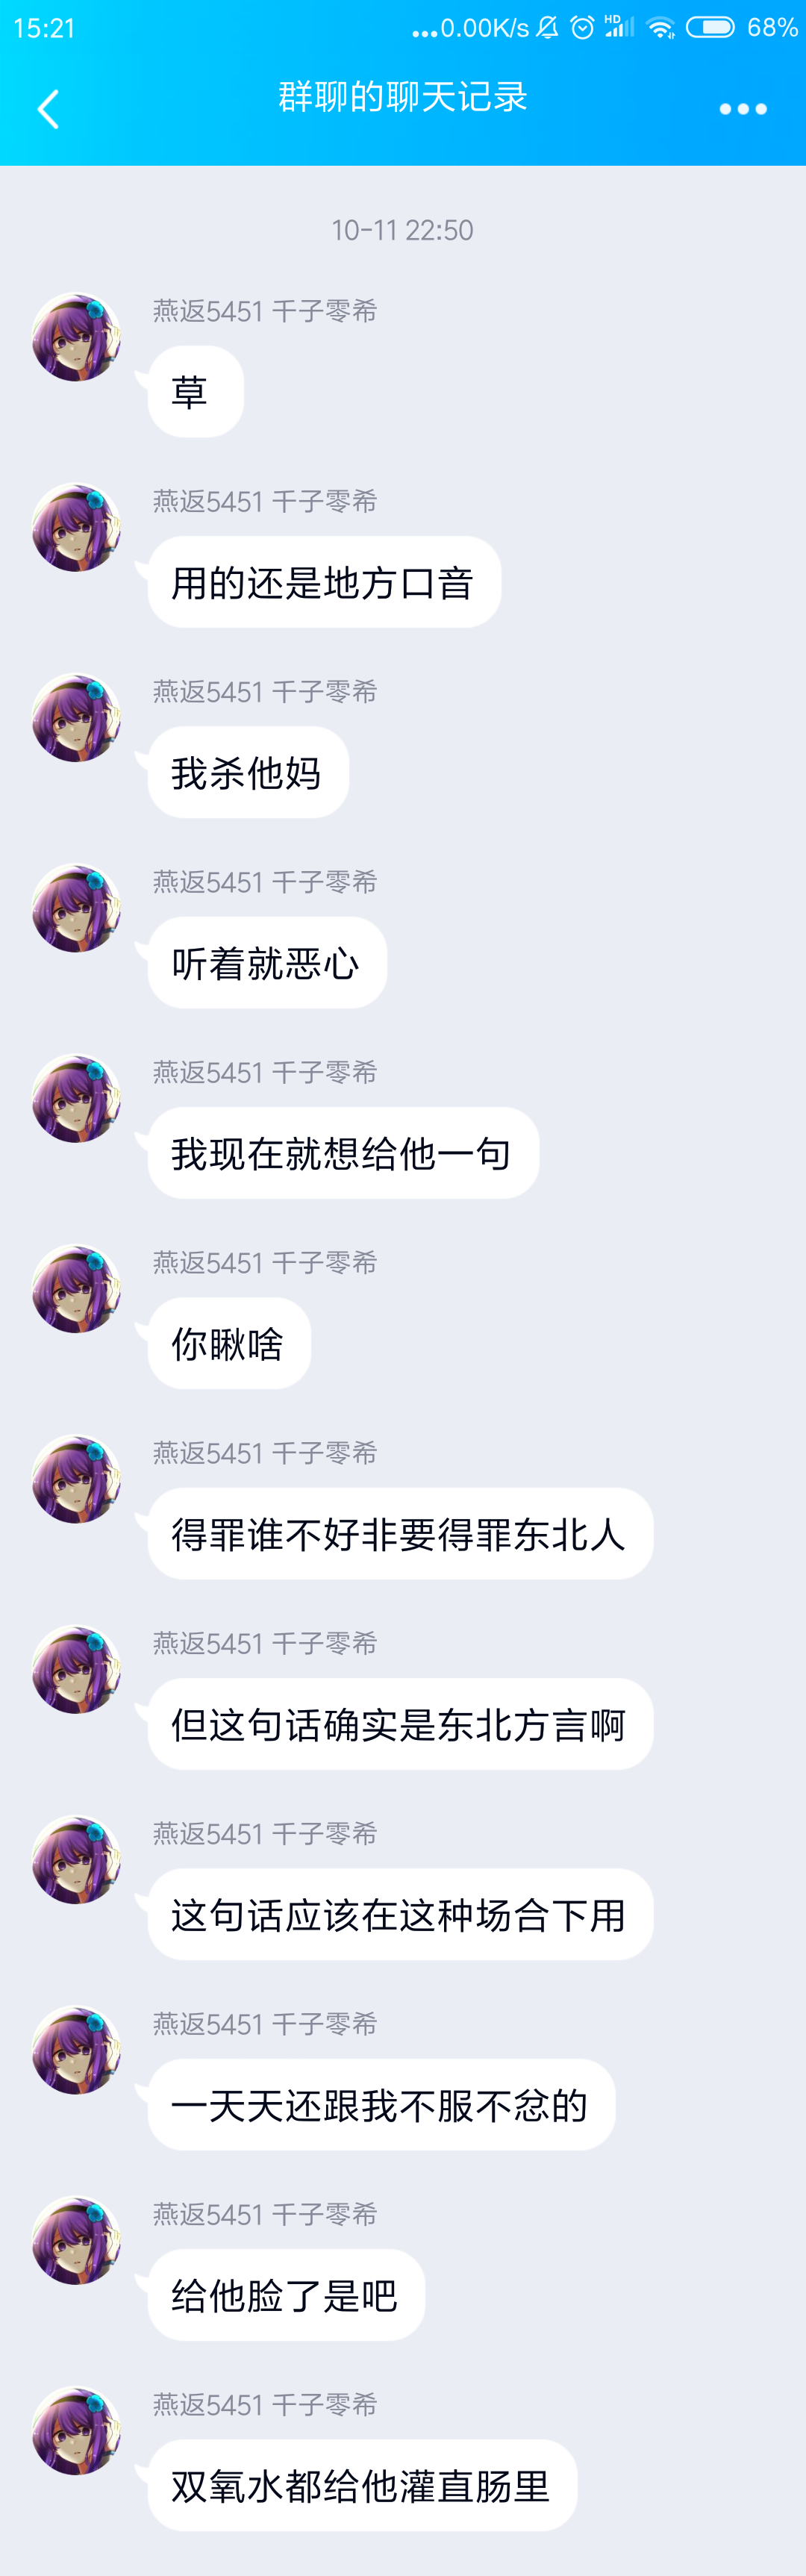 15:21
...0.00K/s HD 68%
群聊的聊天记录
10-11 22:50
燕返5451 千子零希
草
燕返5451 千子零希
用的还是地方口音
燕返5451 千子零希
我杀他妈
燕返5451 千子零希
听着就恶心
燕返5451 千子零希
我现在就想给他一句
燕返5451 千子零希
你瞅啥
燕返5451 千子零希
得罪谁不好非要得罪东北人
燕返5451 千子零希
但这句话确实是东北方言啊
燕返5451 千子零希
这句话应该在这种场合下用
燕返5451 千子零希
一天天还跟我不服不忿的
燕返5451 千子零希
给他脸了是吧
燕返5451 千子零希
双氧水都给他灌直肠里